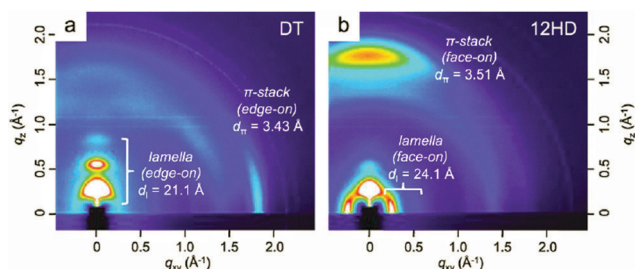 a
DT
π-stack
(edge-on)
dπ = 3.43 Å
lamella
(edge-on)
dl = 21.1 Å
qz (Å-1)
2.0
1.5
1.0
0.5
0
0
0.5
1.0
1.5
2.0
qxy (Å-1)
b
12HD
π-stack
(face-on)
dπ = 3.51 Å
lamella
(face-on)
dl = 24.1 Å
2.0
1.5
1.0
0.5
0
qz (Å-1)
0
0.5
1.0
1.5
2.0
qxy (Å-1)